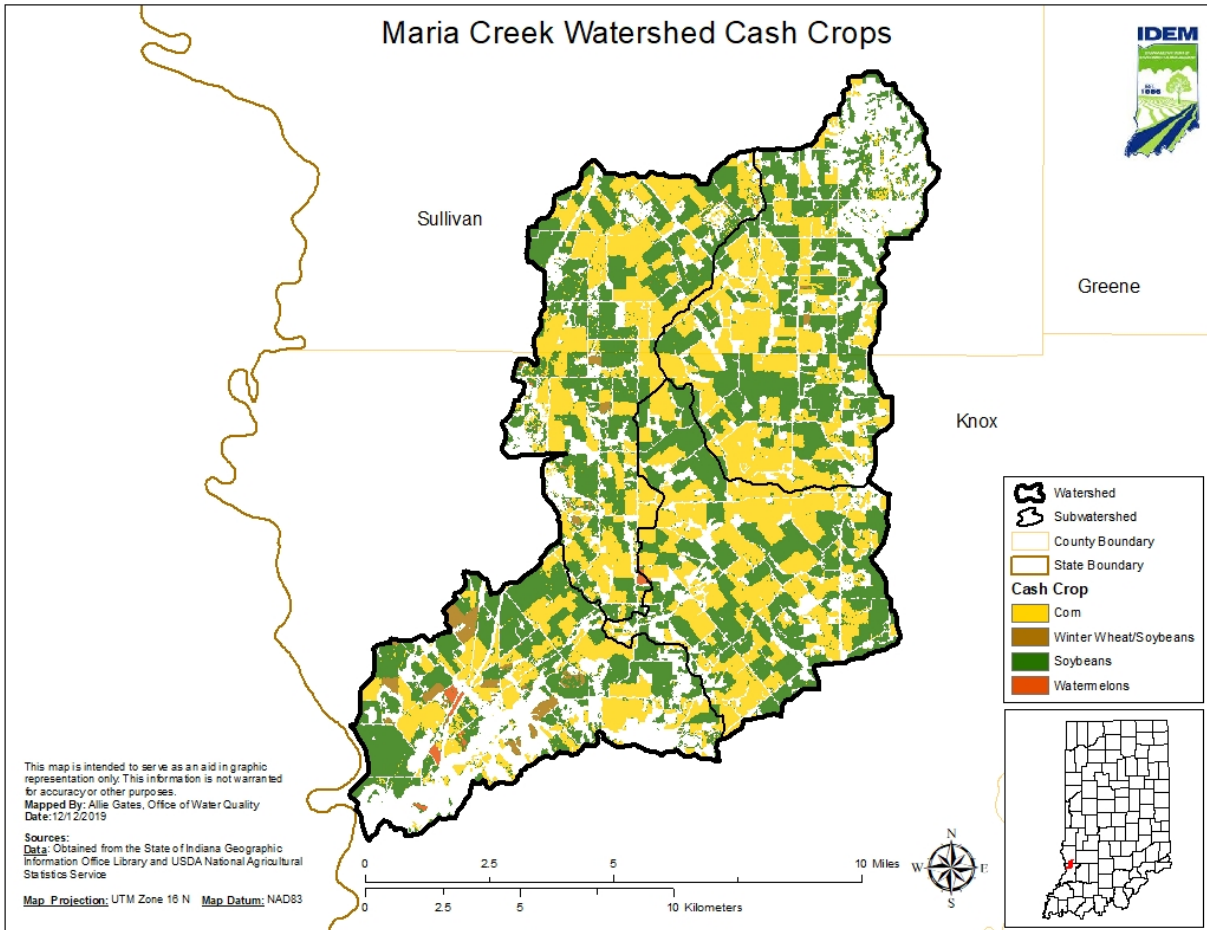 Maria Creek Watershed Cash Crops
IDEM
EST.
1986
Sullivan
Greene
Knox
Watershed
Subwatershed
County Boundary
State Boundary
Cash Crop
Corn
Winter Wheat/Soybeans
Soybeans
Watermelons
This map is intended to serve as an aid in graphic
representation only. This information is not warranted
for accuracy or other purposes.
Mapped By: Allie Gates, Office of Water Quality
Date:12/12/2019
Sources:
Data: Obtained from the State of Indiana Geographic
Information Office Library and USDA National Agricultural
Statistics Service
Map Projection: UTM Zone 16 N Map Datum: NAD83
0 2.5 5 10 Miles
0 2.5 5 10 Kilometers
N
W E
S